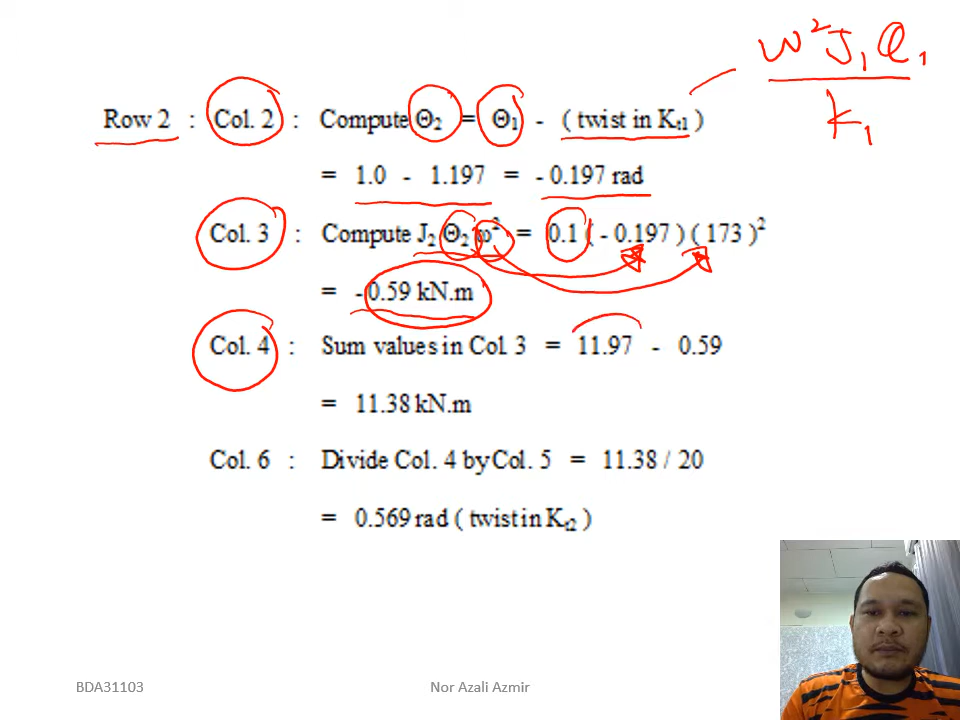 ω²J₁Θ₁
k₁
Row 2 : Col. 2 : Compute Θ₂ = Θ₁ - ( twist in Kₜ₁ )
= 1.0 - 1.197 = - 0.197 rad
Col. 3 : Compute J₂ Θ₂ ω² = 0.1 ( - 0.197 ) ( 173 )²
= - 0.59 kN.m
Col. 4 : Sum values in Col. 3 = 11.97 - 0.59
= 11.38 kN.m
Col. 6 : Divide Col. 4 by Col. 5 = 11.38 / 20
= 0.569 rad ( twist in Kₜ₂ )
BDA31103 Nor Azali Azmir